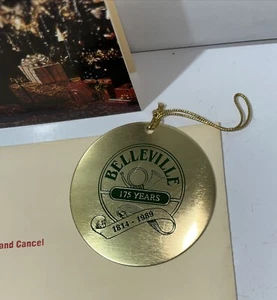 BELLEVILLE
175 YEARS
1814 - 1989
and Cancel